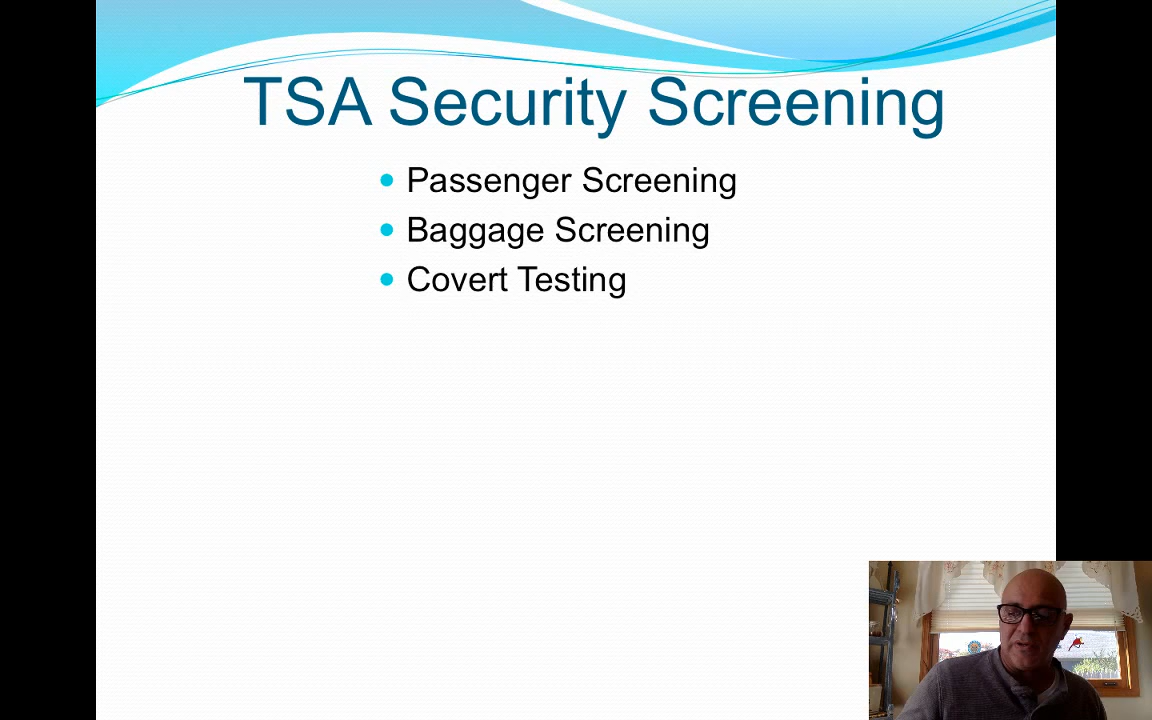 TSA Security Screening
Passenger Screening
Baggage Screening
Covert Testing